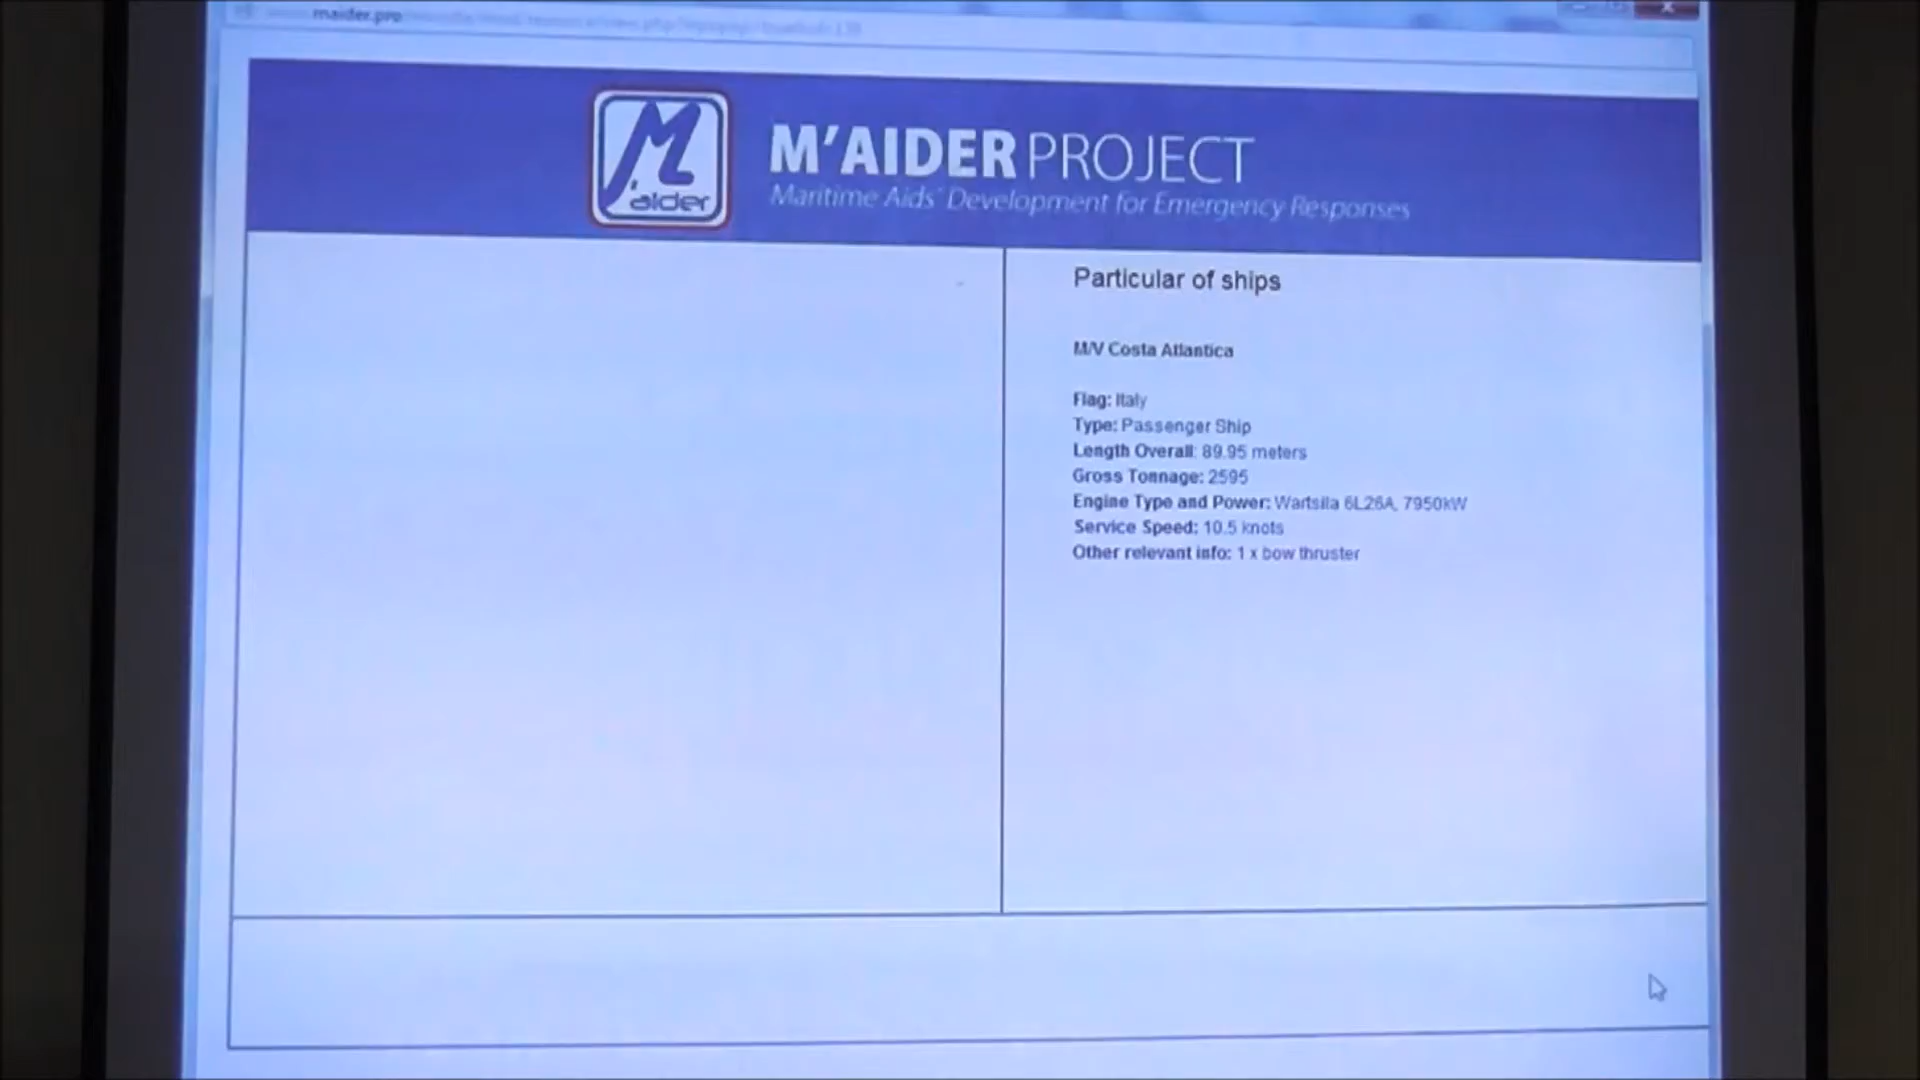 maider.pro
M
'aider
M'AIDER PROJECT
Maritime Aids' Development for Emergency Responses
Particular of ships
M/V Costa Atlantica
Flag: Italy
Type: Passenger Ship
Length Overall: 89.95 meters
Gross Tonnage: 2595
Engine Type and Power: Wartsila 6L26A, 7950kW
Service Speed: 10.5 knots
Other relevant info: 1 x bow thruster